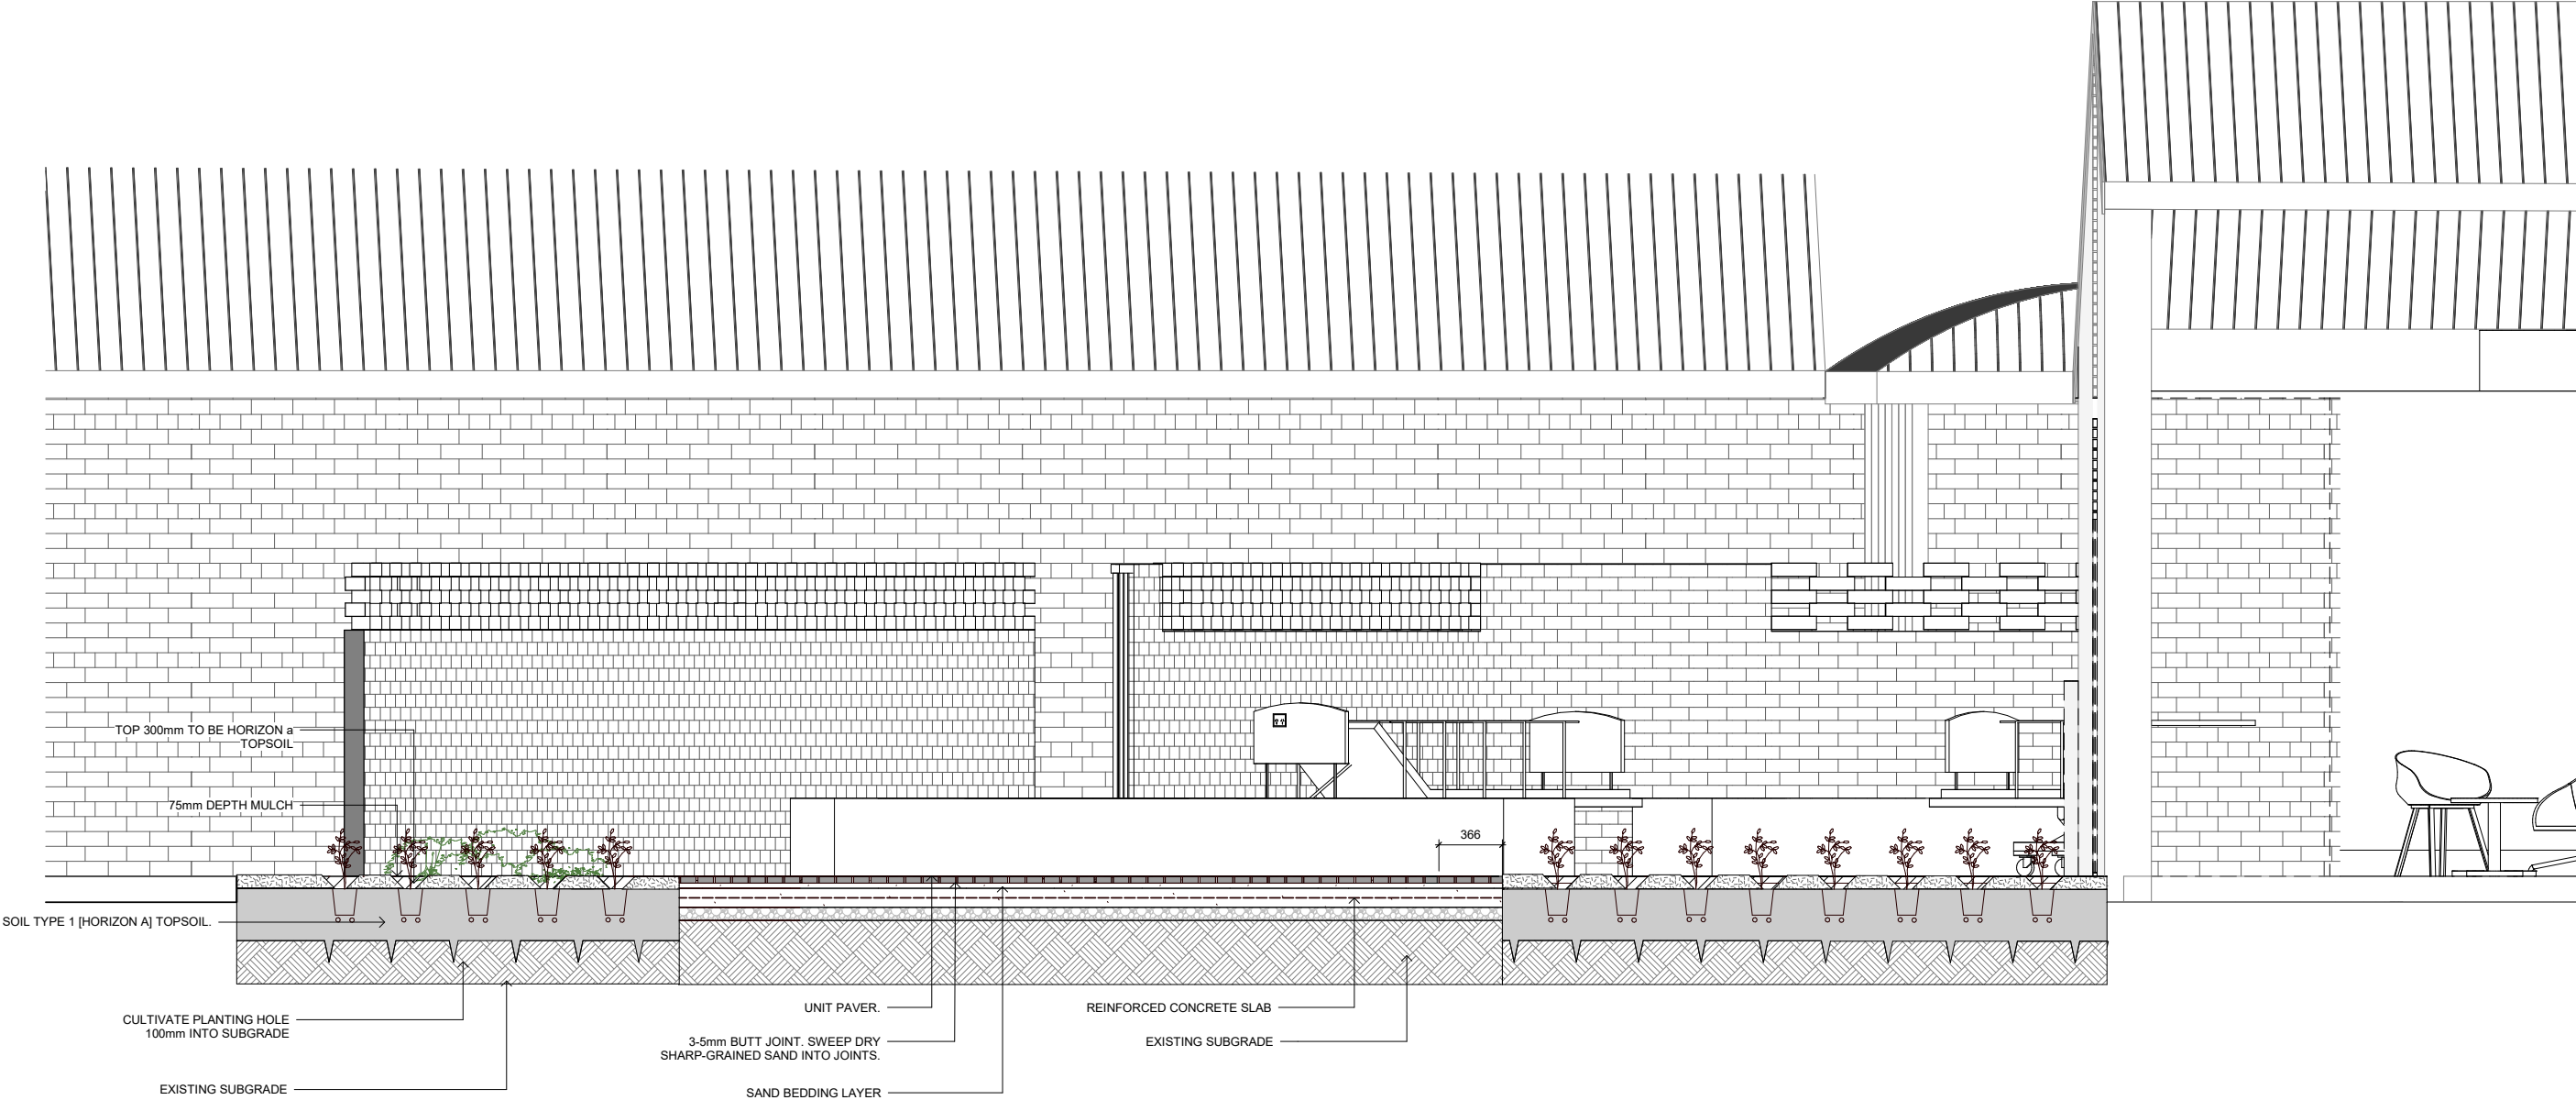 TOP 300mm TO BE HORIZON a
TOPSOIL
75mm DEPTH MULCH
366
SOIL TYPE 1 [HORIZON A] TOPSOIL.
CULTIVATE PLANTING HOLE
100mm INTO SUBGRADE
EXISTING SUBGRADE
UNIT PAVER.
3-5mm BUTT JOINT. SWEEP DRY
SHARP-GRAINED SAND INTO JOINTS.
SAND BEDDING LAYER
REINFORCED CONCRETE SLAB
EXISTING SUBGRADE